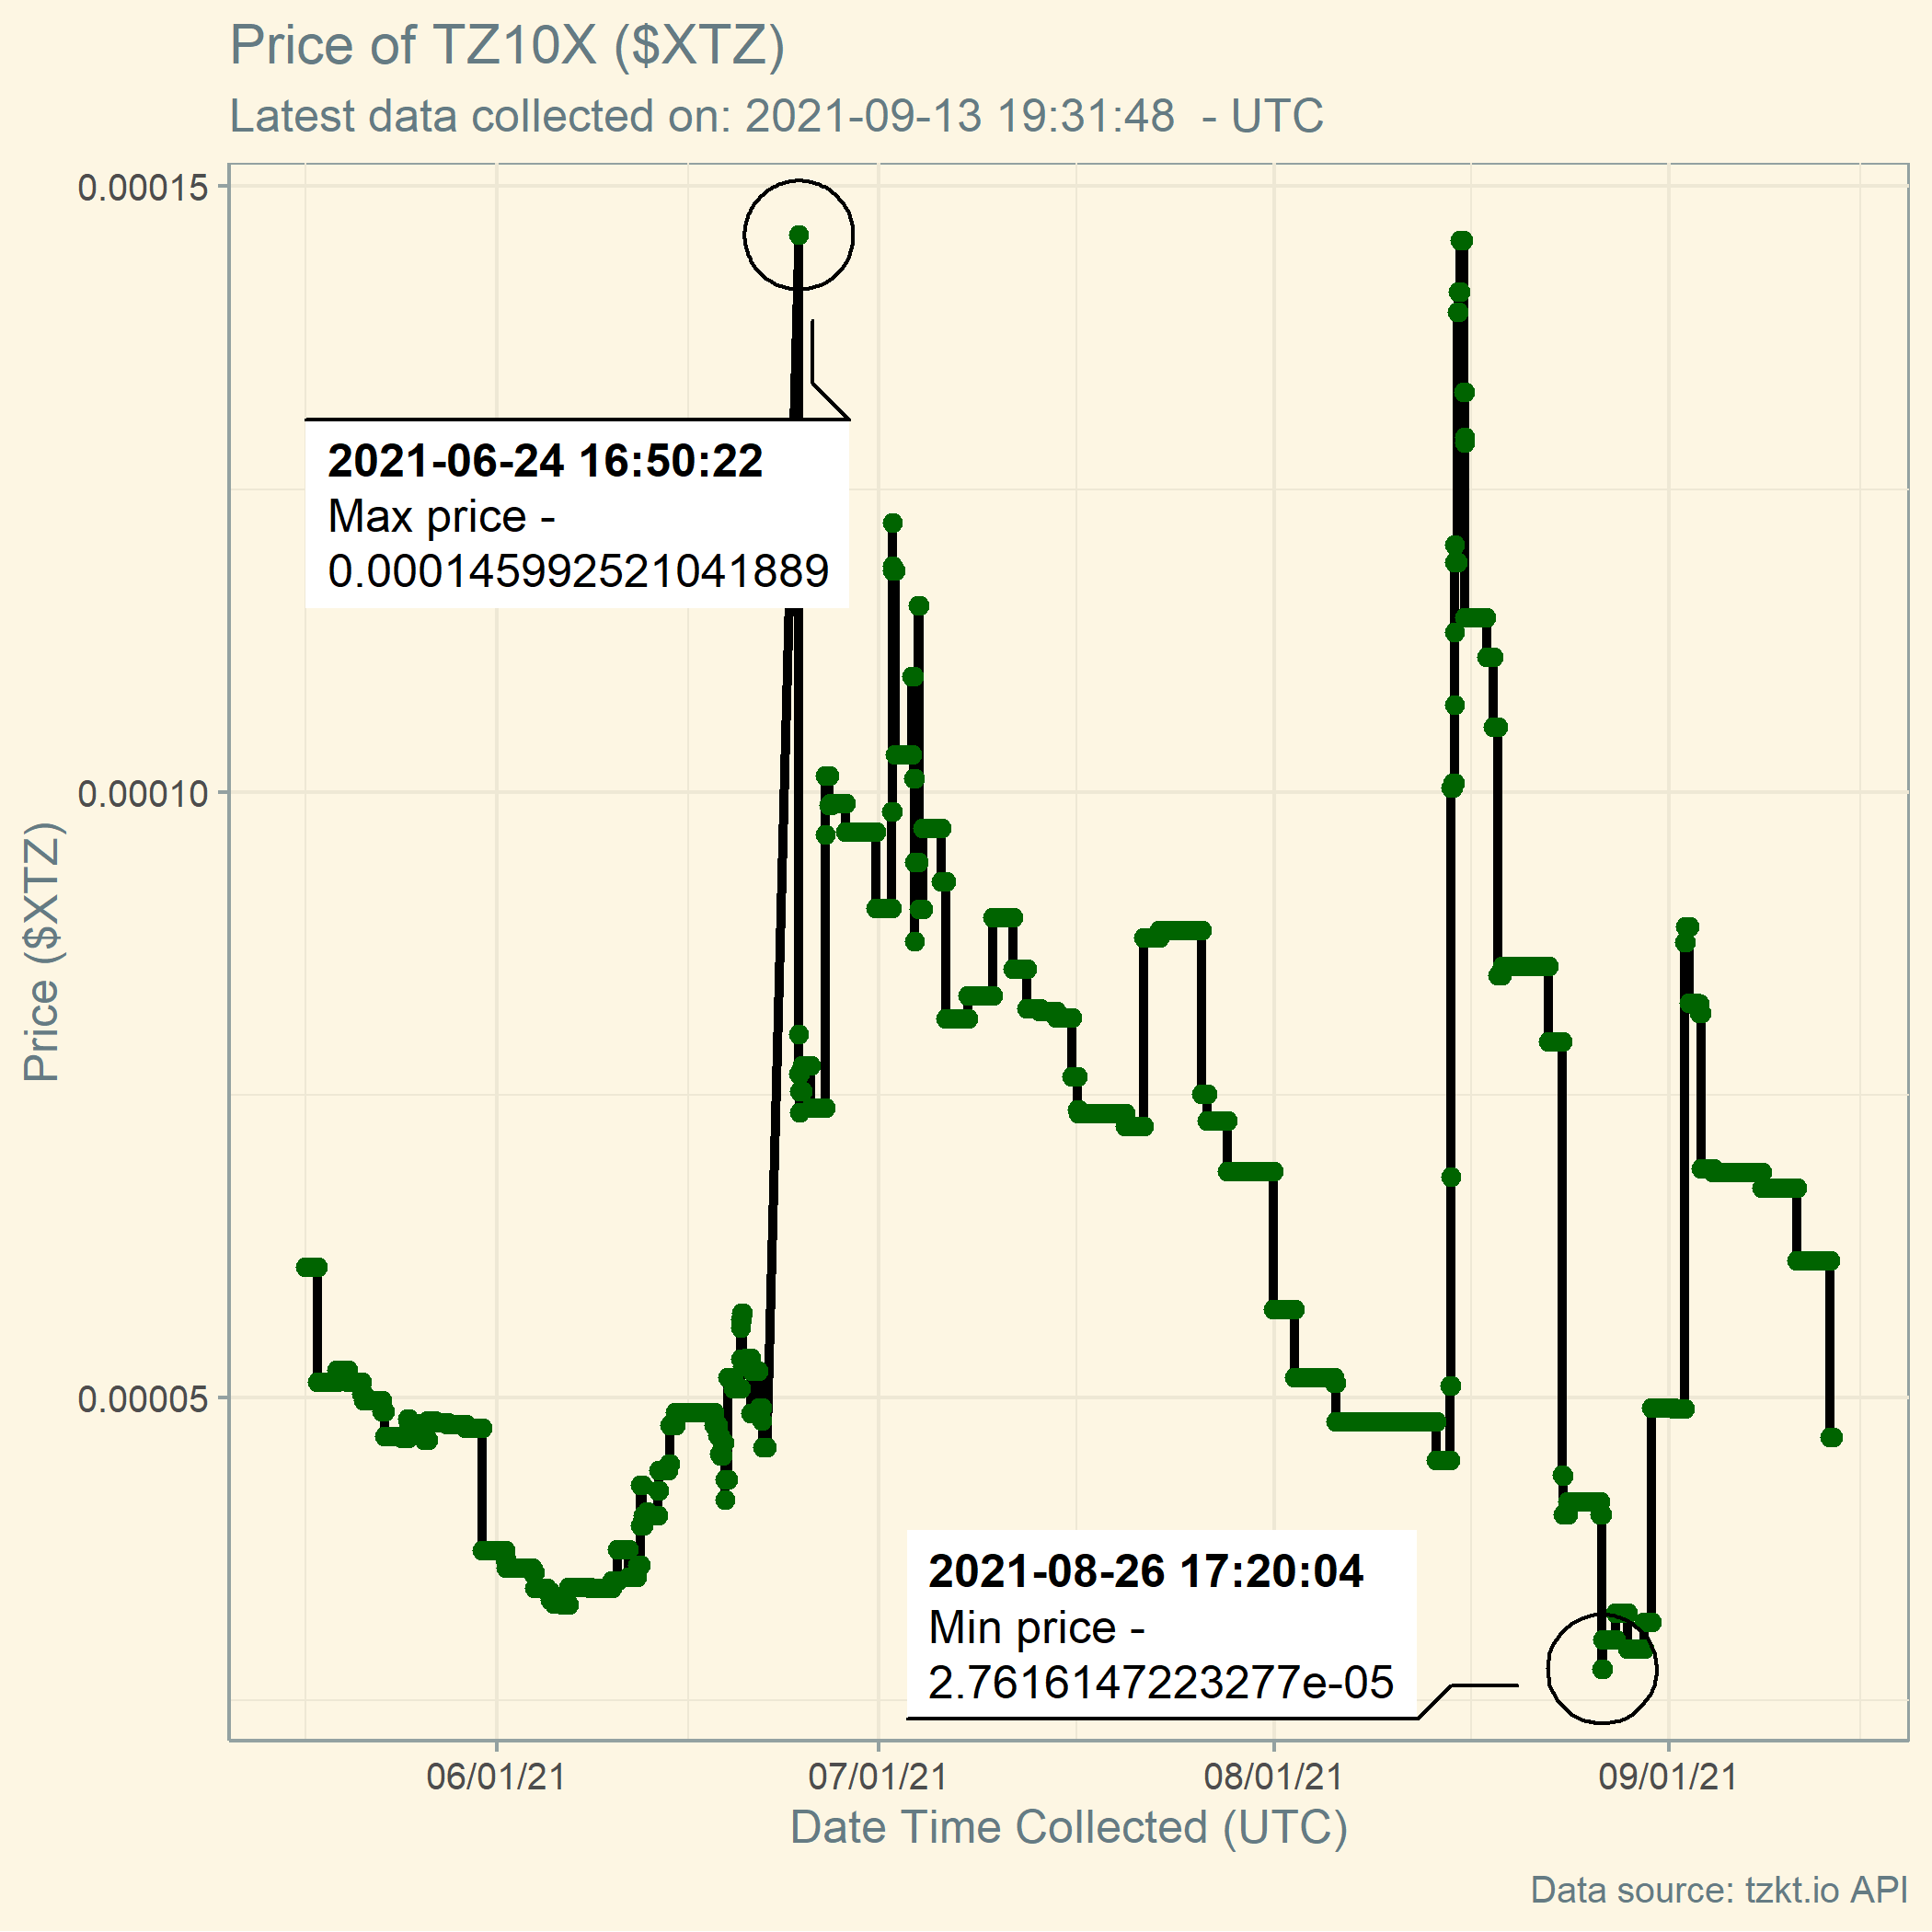 Price of TZ10X ($XTZ)
Latest data collected on: 2021-09-13 19:31:48  - UTC
0.00015
0.00010
0.00005
Price ($XTZ)
2021-06-24 16:50:22
Max price -
0.000145992521041889
2021-08-26 17:20:04
Min price -
2.7616147223277e-05
06/01/21
07/01/21
08/01/21
09/01/21
Date Time Collected (UTC)
Data source: tzkt.io API